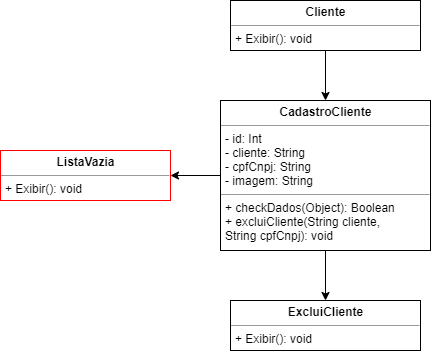 Cliente
+ Exibir(): void
CadastroCliente
- id: Int
- cliente: String
- cpfCnpj: String
- imagem: String
+ checkDados(Object): Boolean
+ excluiCliente(String cliente,
String cpfCnpj): void
ListaVazia
+ Exibir(): void
ExcluiCliente
+ Exibir(): void